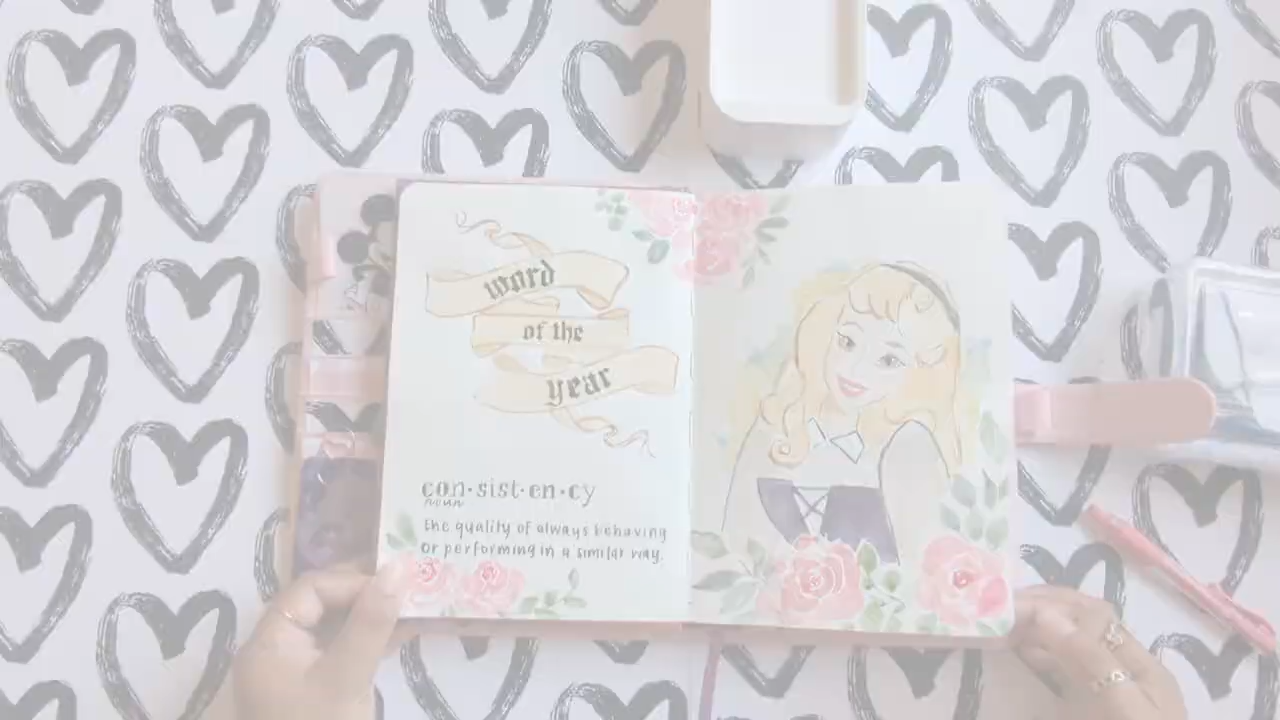 word
of the
year
con·sist·en·cy
noun
the quality of always behaving
or performing in a similar way.